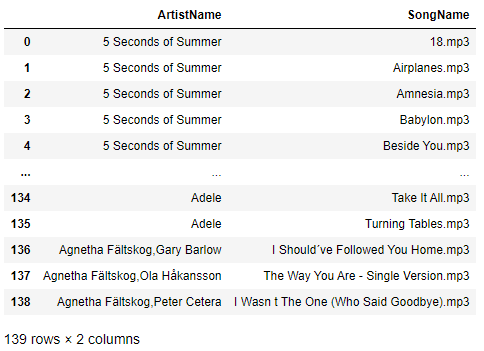 ArtistName SongName
0 5 Seconds of Summer 18.mp3
1 5 Seconds of Summer Airplanes.mp3
2 5 Seconds of Summer Amnesia.mp3
3 5 Seconds of Summer Babylon.mp3
4 5 Seconds of Summer Beside You.mp3
... ... ...
134 Adele Take It All.mp3
135 Adele Turning Tables.mp3
136 Agnetha Fältskog,Gary Barlow I Should´ve Followed You Home.mp3
137 Agnetha Fältskog,Ola Håkansson The Way You Are - Single Version.mp3
138 Agnetha Fältskog,Peter Cetera I Wasn t The One (Who Said Goodbye).mp3
139 rows × 2 columns